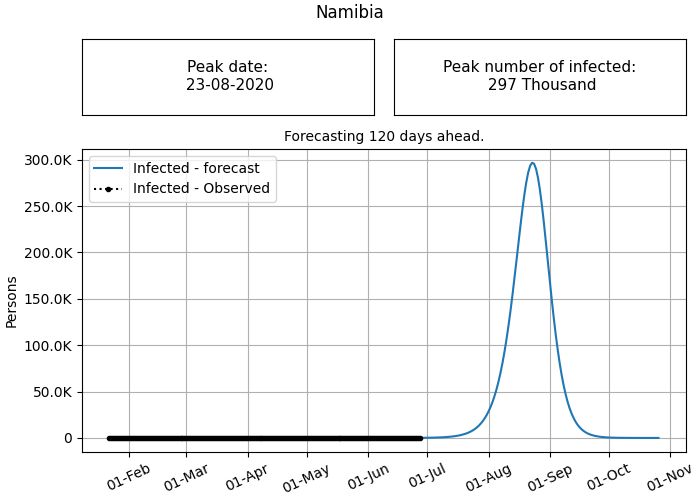 Namibia
Peak date:
23-08-2020
Peak number of infected:
297 Thousand
Forecasting 120 days ahead.
Infected - forecast
Infected - Observed
Persons
300.0K
250.0K
200.0K
150.0K
100.0K
50.0K
0
01-Feb 01-Mar 01-Apr 01-May 01-Jun 01-Jul 01-Aug 01-Sep 01-Oct 01-Nov